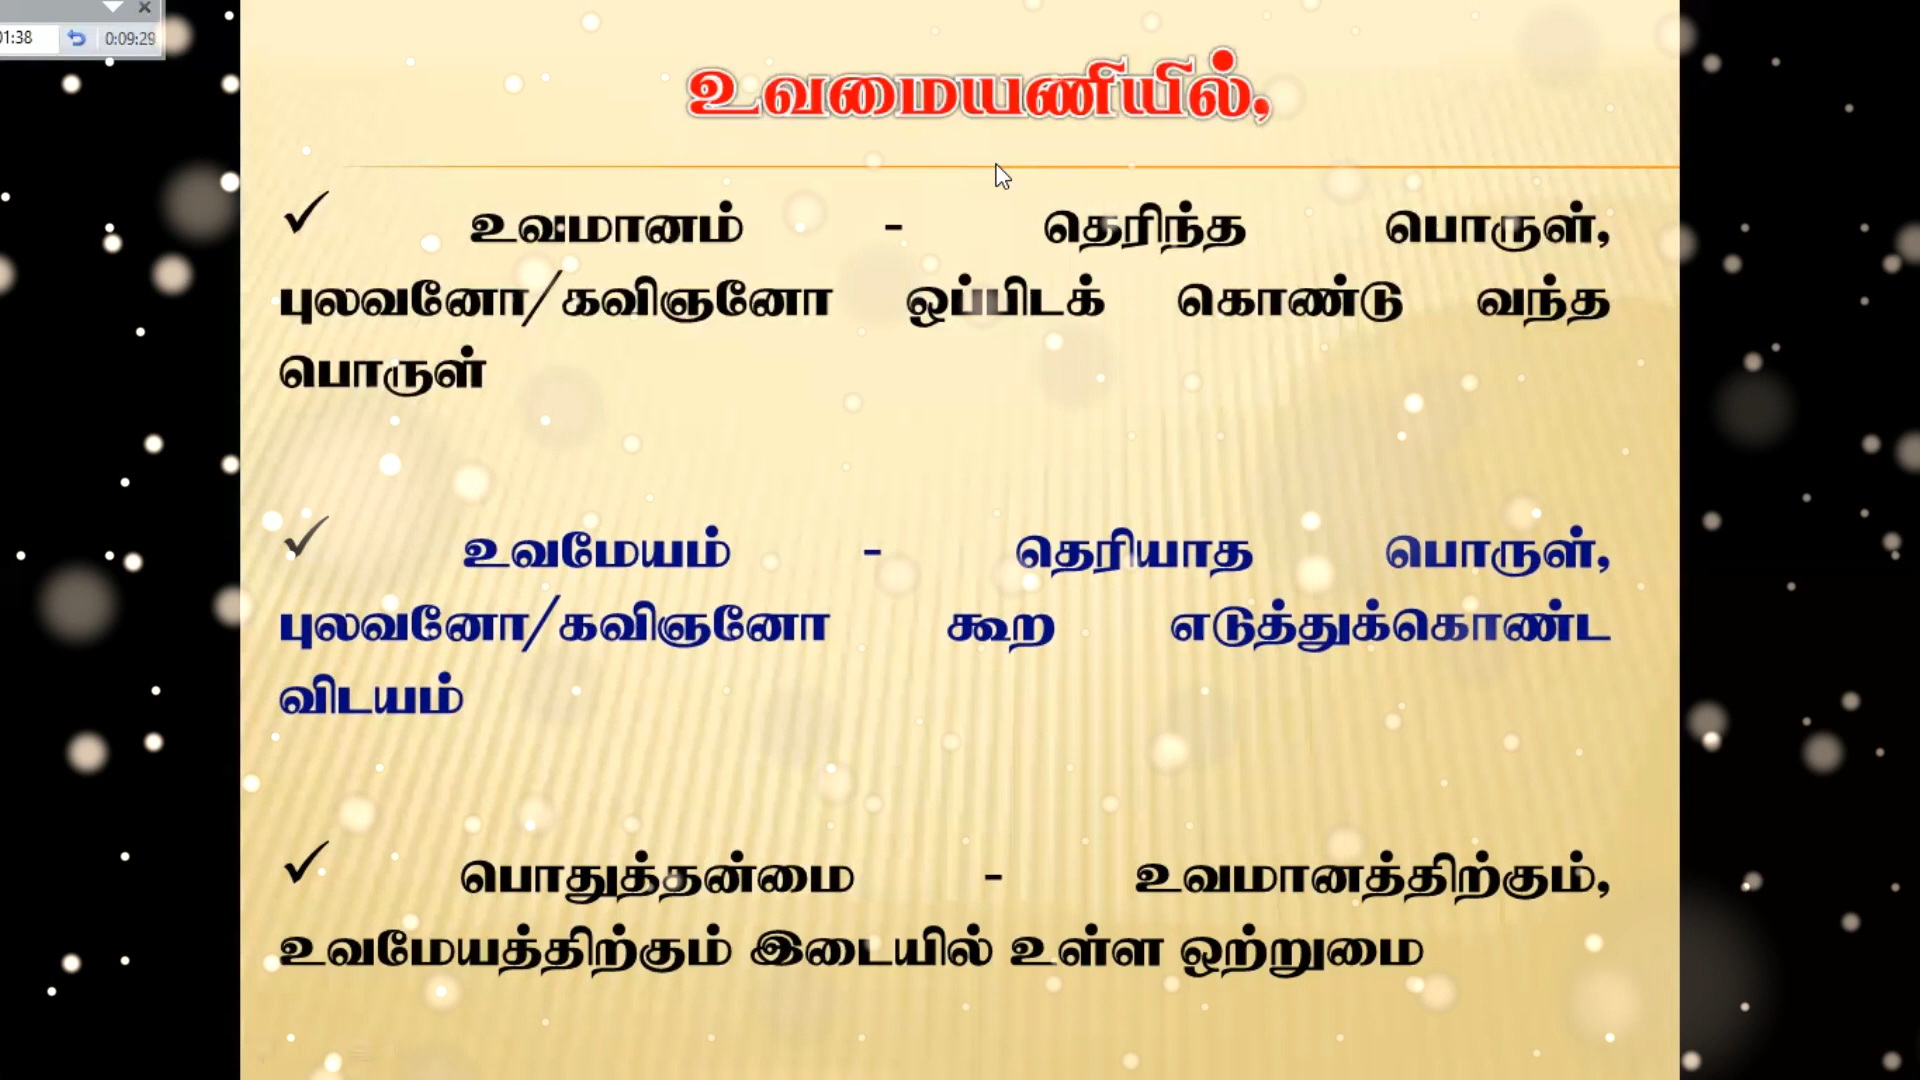 01:38 0:09:29
உவமையணியில்,
✓ உவமானம் - தெரிந்த பொருள்,
புலவனோ/கவிஞனோ ஒப்பிடக் கொண்டு வந்த
பொருள்
✓ உவமேயம் - தெரியாத பொருள்,
புலவனோ/கவிஞனோ கூற எடுத்துக்கொண்ட
விடயம்
✓ பொதுத்தன்மை - உவமானத்திற்கும்,
உவமேயத்திற்கும் இடையில் உள்ள ஒற்றுமை